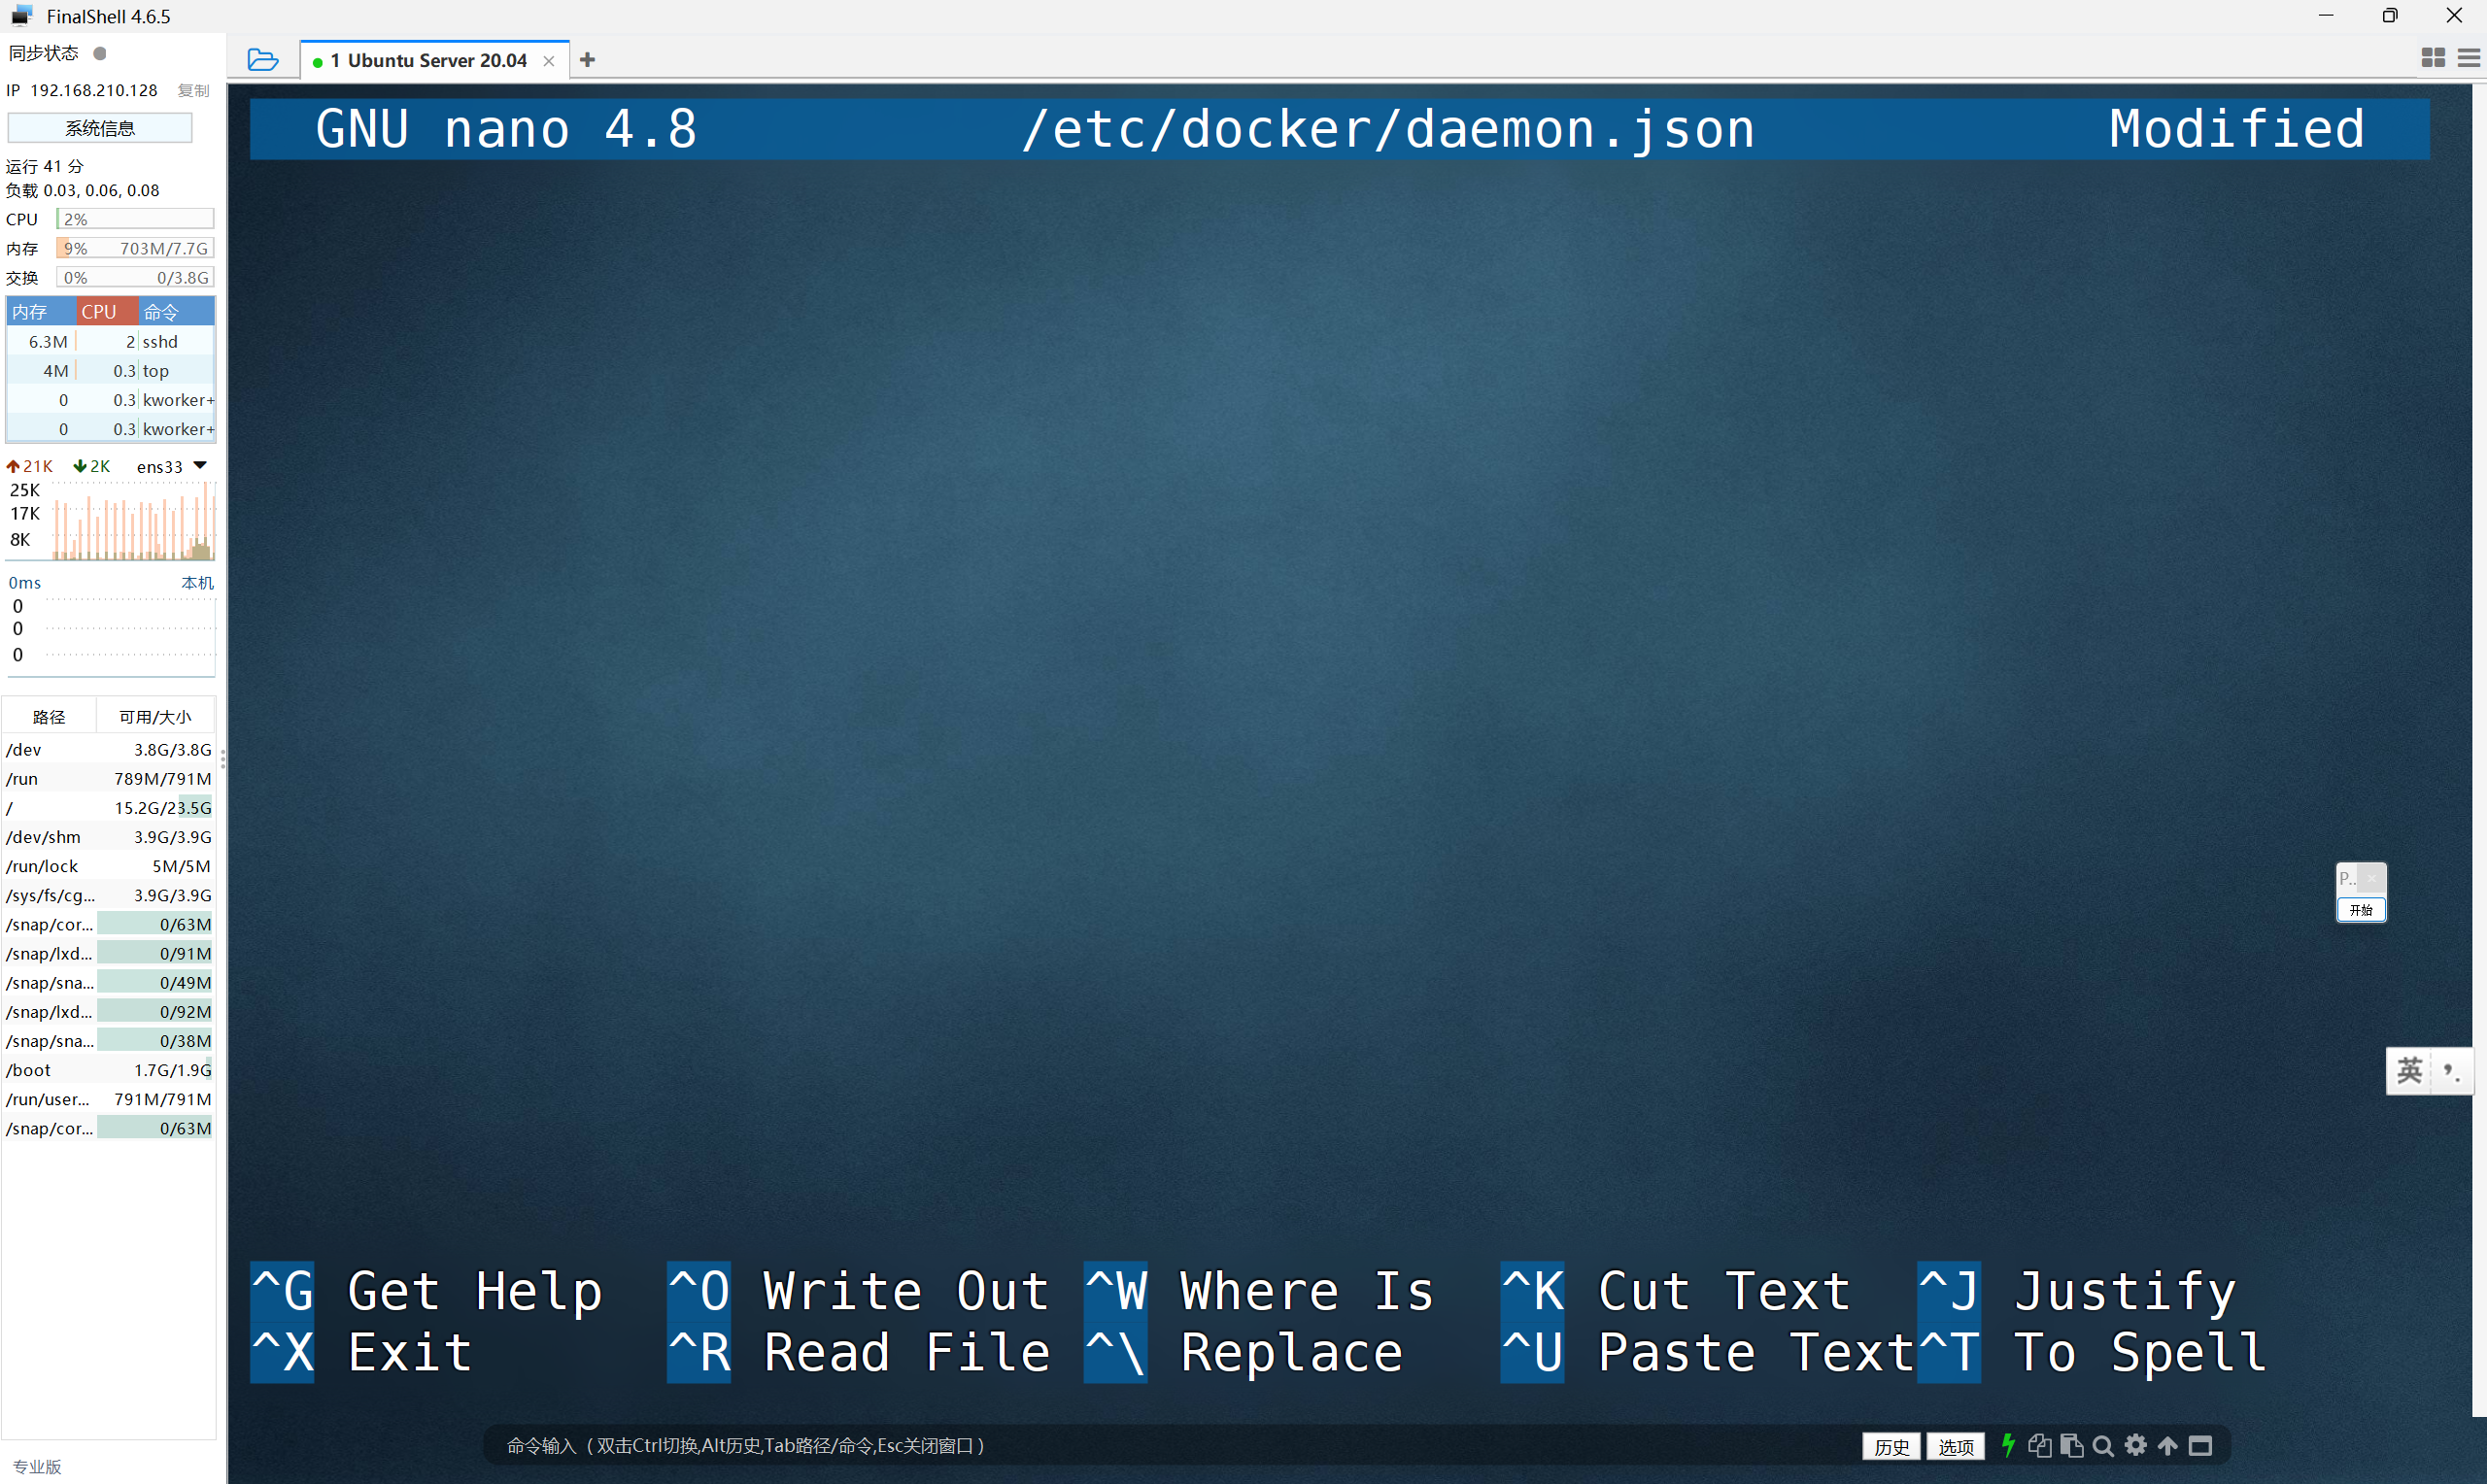 FinalShell 4.6.5
同步状态
IP 192.168.210.128 复制
系统信息
运行 41 分
负载 0.03, 0.06, 0.08
CPU 2%
内存 9% 703M/7.7G
交换 0% 0/3.8G
内存 CPU 命令
6.3M 2 sshd
4M 0.3 top
0 0.3 kworker+
0 0.3 kworker+
21K 2K ens33
25K
17K
8K
0ms 本机
0
0
0
路径 可用/大小
/dev 3.8G/3.8G
/run 789M/791M
/ 15.2G/23.5G
/dev/shm 3.9G/3.9G
/run/lock 5M/5M
/sys/fs/cg... 3.9G/3.9G
/snap/cor... 0/63M
/snap/lxd... 0/91M
/snap/sna... 0/49M
/snap/lxd... 0/92M
/snap/sna... 0/38M
/boot 1.7G/1.9G
/run/user... 791M/791M
/snap/cor... 0/63M
专业版
1 Ubuntu Server 20.04
GNU nano 4.8 /etc/docker/daemon.json Modified
P..
开始
英 ，.
^G Get Help ^O Write Out ^W Where Is ^K Cut Text ^J Justify
^X Exit ^R Read File ^\ Replace ^U Paste Text ^T To Spell
命令输入 ( 双击Ctrl切换,Alt历史,Tab路径/命令,Esc关闭窗口 )
历史 选项